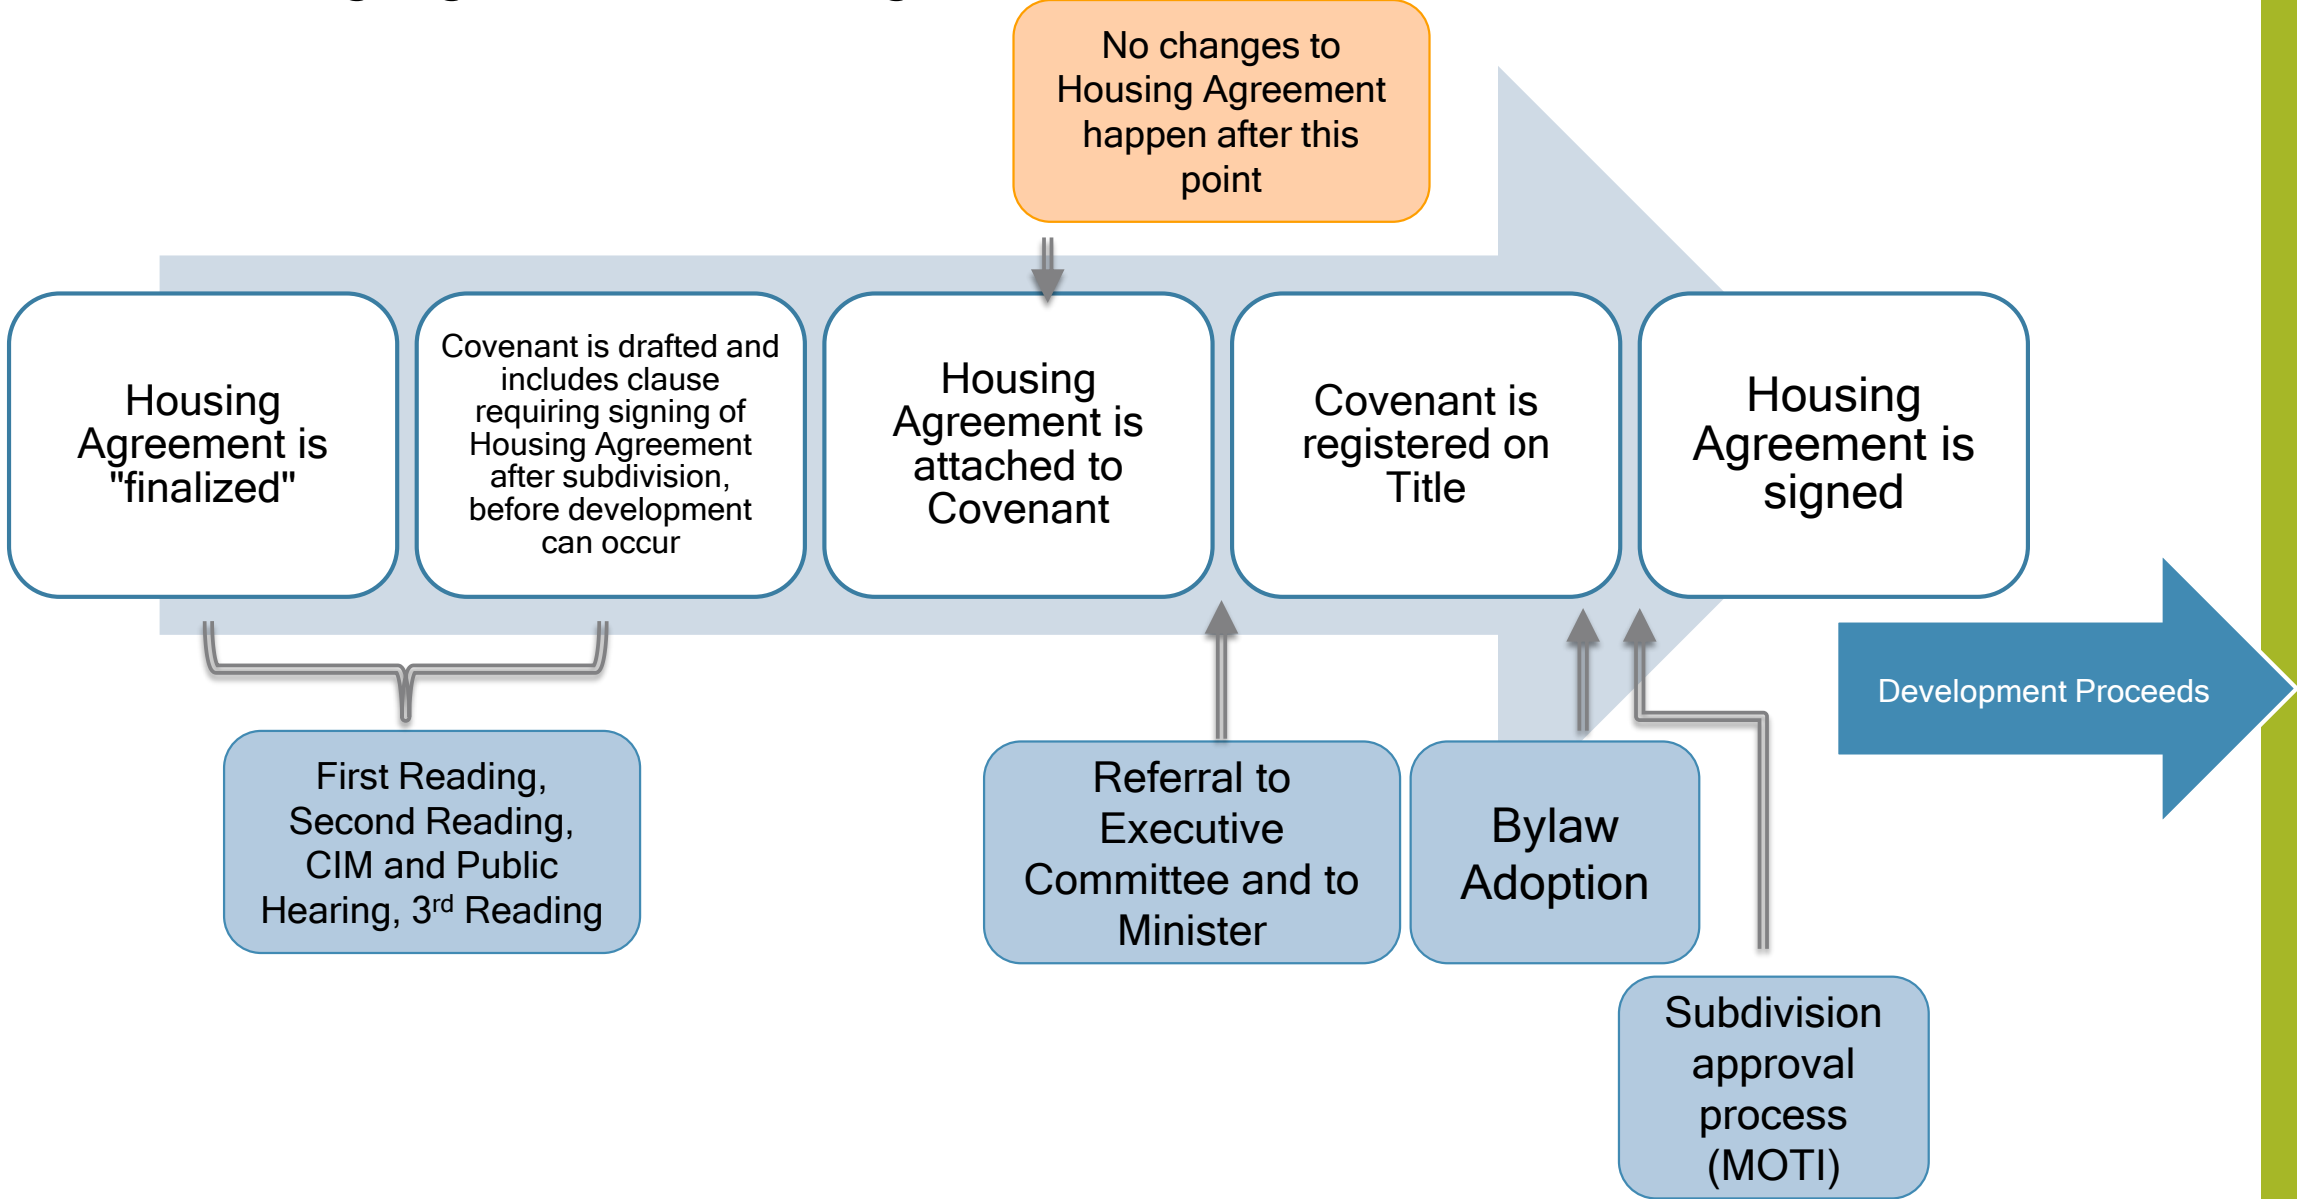 No changes to
Housing Agreement
happen after this
point
Housing
Agreement is
"finalized"
Covenant is drafted and
includes clause
requiring signing of
Housing Agreement
after subdivision,
before development
can occur
Housing
Agreement is
attached to
Covenant
Covenant is
registered on
Title
Housing
Agreement is
signed
Development Proceeds
First Reading,
Second Reading,
CIM and Public
Hearing, 3rd Reading
Referral to
Executive
Committee and to
Minister
Bylaw
Adoption
Subdivision
approval
process
(MOTI)